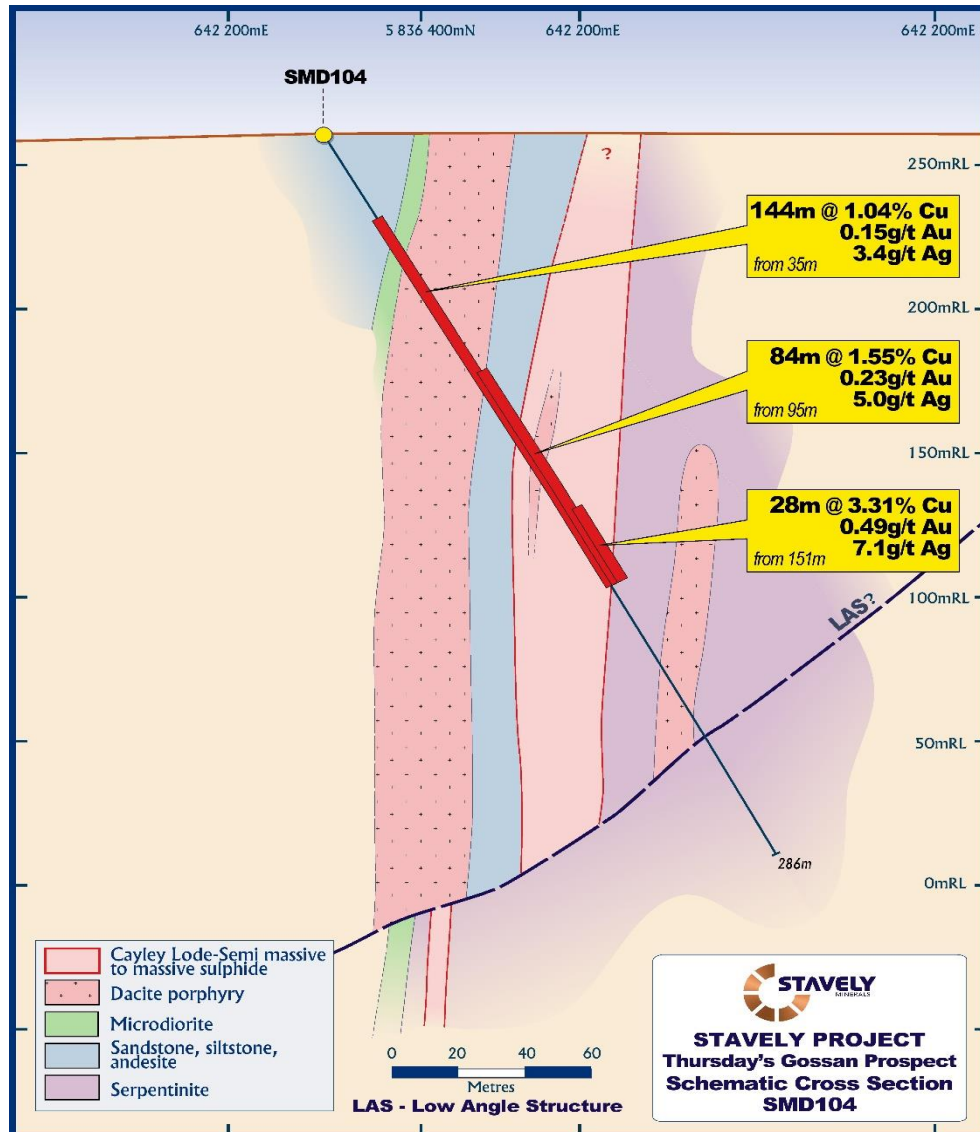 642 200mE
5 836 400mN
642 200mE
642 200mE
SMD104
?
250mRL
144m @ 1.04% Cu
0.15g/t Au
3.4g/t Ag
from 35m
200mRL
84m @ 1.55% Cu
0.23g/t Au
5.0g/t Ag
from 95m
150mRL
28m @ 3.31% Cu
0.49g/t Au
7.1g/t Ag
from 151m
100mRL
LAS?
50mRL
286m
0mRL
Cayley Lode-Semi massive
to massive sulphide
Dacite porphyry
Microdiorite
Sandstone, siltstone,
andesite
Serpentinite
0 20 40 60
Metres
LAS - Low Angle Structure
STAVELY
MINERALS
STAVELY PROJECT
Thursday's Gossan Prospect
Schematic Cross Section
SMD104